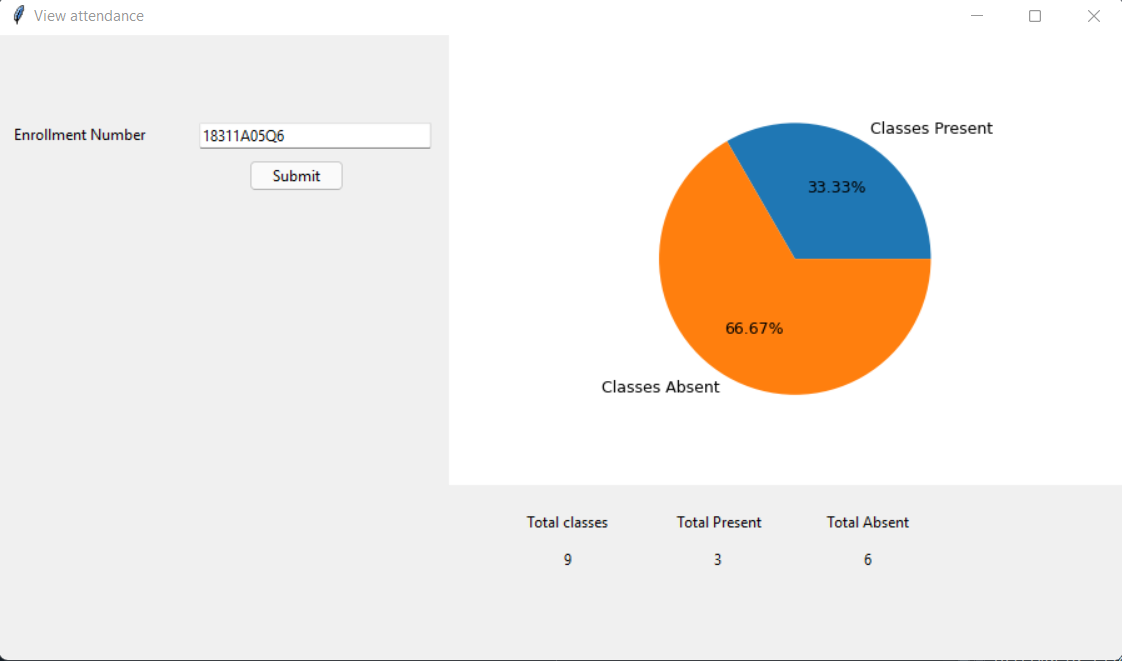 View attendance
Enrollment Number 18311A05Q6
Submit
Classes Present
33.33%
66.67%
Classes Absent
Total classes Total Present Total Absent
9 3 6